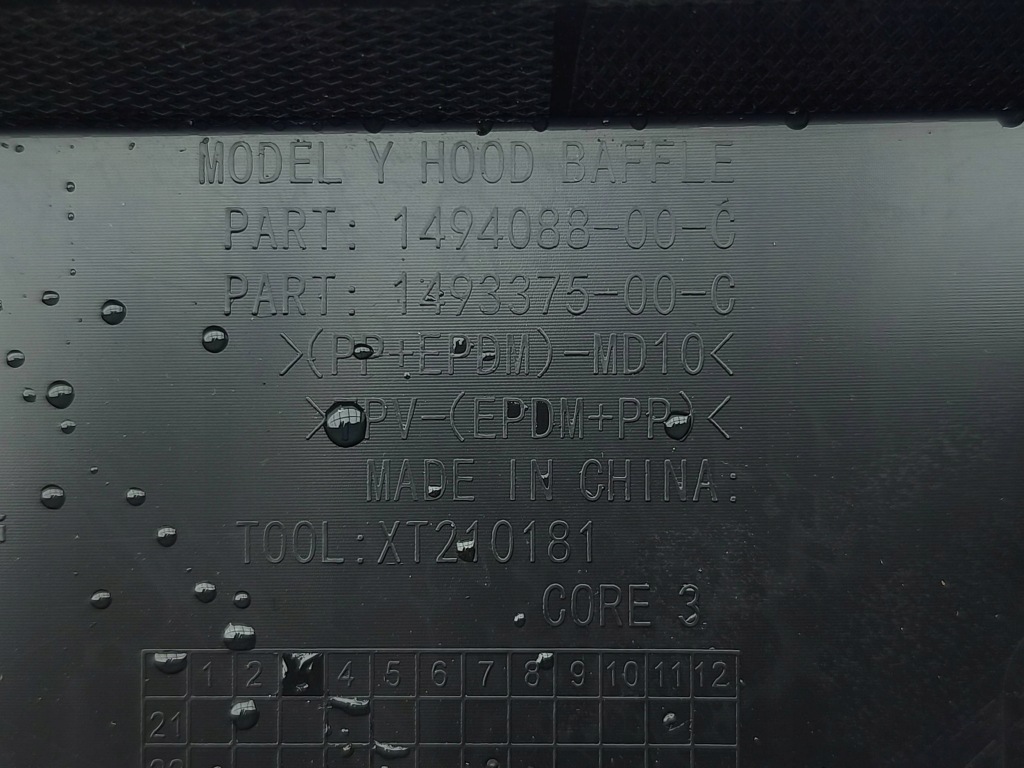 MODEL Y HOOD BAFFLE
PART: 1494088-00-C
PART: 1493375-00-C
>(PP+EPDM)-MD10<
PV-(EPDM+PP)<
MADE IN CHINA:
TOOL:XT210181
CORE 3
1 2 4 5 6 7 8 9 10 11 12
21